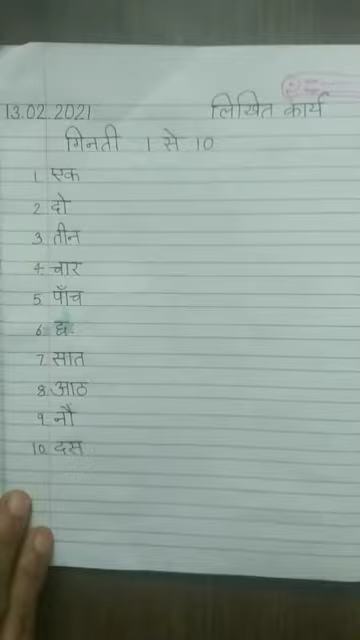 13.02.2021 लिखित कार्य
गिनती 1 से 10
1. एक
2. दो
3. तीन
4. चार
5. पाँच
6. छः
7. सात
8. आठ
9. नौ
10. दस